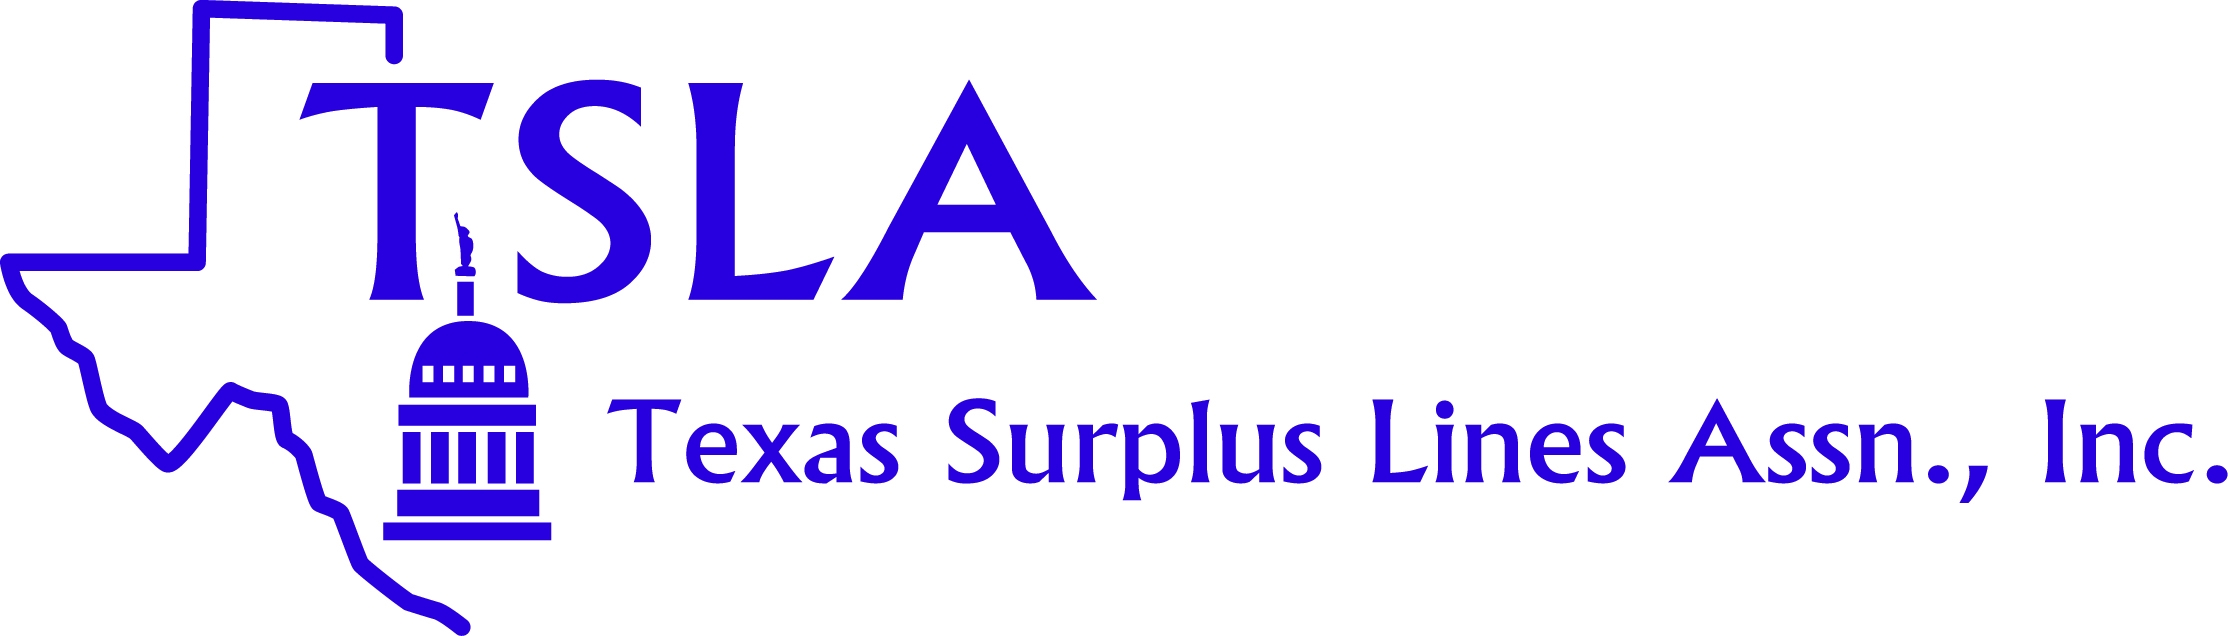 TSLA
Texas Surplus Lines Assn., Inc.